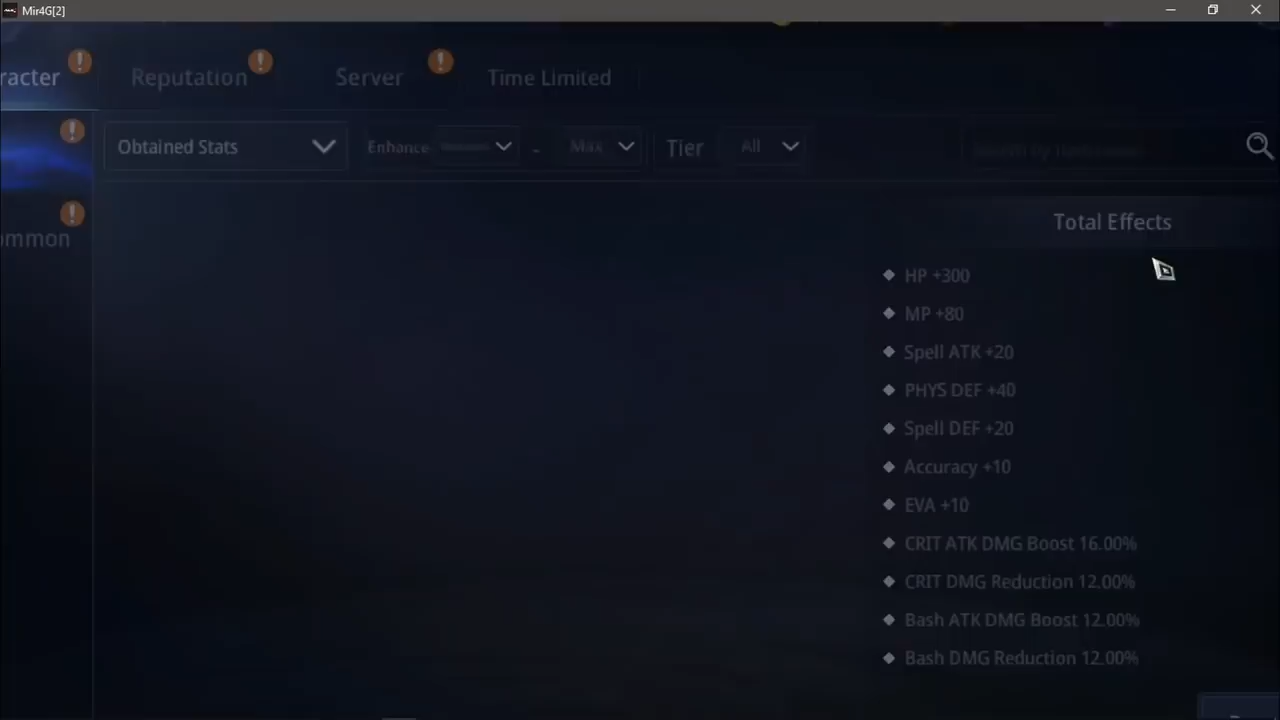 Mir4G[2]
racter
Reputation
Server
Time Limited
Obtained Stats
Enhance
-
Max
Tier
All
ommon
Total Effects
HP +300
MP +80
Spell ATK +20
PHYS DEF +40
Spell DEF +20
Accuracy +10
EVA +10
CRIT ATK DMG Boost 16.00%
CRIT DMG Reduction 12.00%
Bash ATK DMG Boost 12.00%
Bash DMG Reduction 12.00%